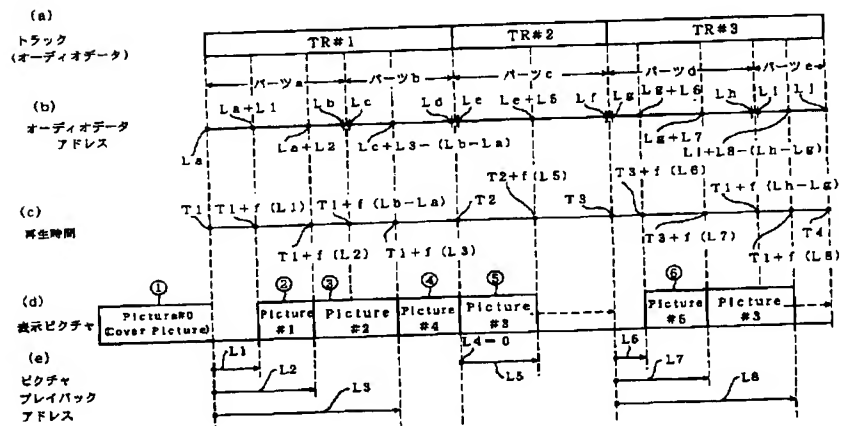 (a)
トラック
(オーディオデータ)
TR#1 TR#2 TR#3
パーツa パーツb パーツc パーツd パーツe
(b)
オーディオデータ
アドレス
La+L1 Lb Lc Ld Le Le+L5 Lf Lg Lg+L6 Lh Li Lj
La La+L2 Lc+L3-(Lb-La) Lg+L7
Li+L8-(Lh-Lg)
(c)
再生時間
T1 T1+f(L1) T1+f(Lb-La) T2 T2+f(L5) T3 T3+f(L6) T1+f(Lh-Lg)
T1+f(L2) T1+f(L3) T3+f(L7) T1+f(L8) T4
(d)
表示ピクチャ
① ② ③ ④ ⑤ ⑥
Picture#0
(Cover Picture)
Picture
#1
Picture
#2
Picture
#4
Picture
#3
Picture
#5
Picture
#3
(e)
ピクチャ
プレイバック
アドレス
L1
L2
L3
L4=0
L5
L6
L7
L8